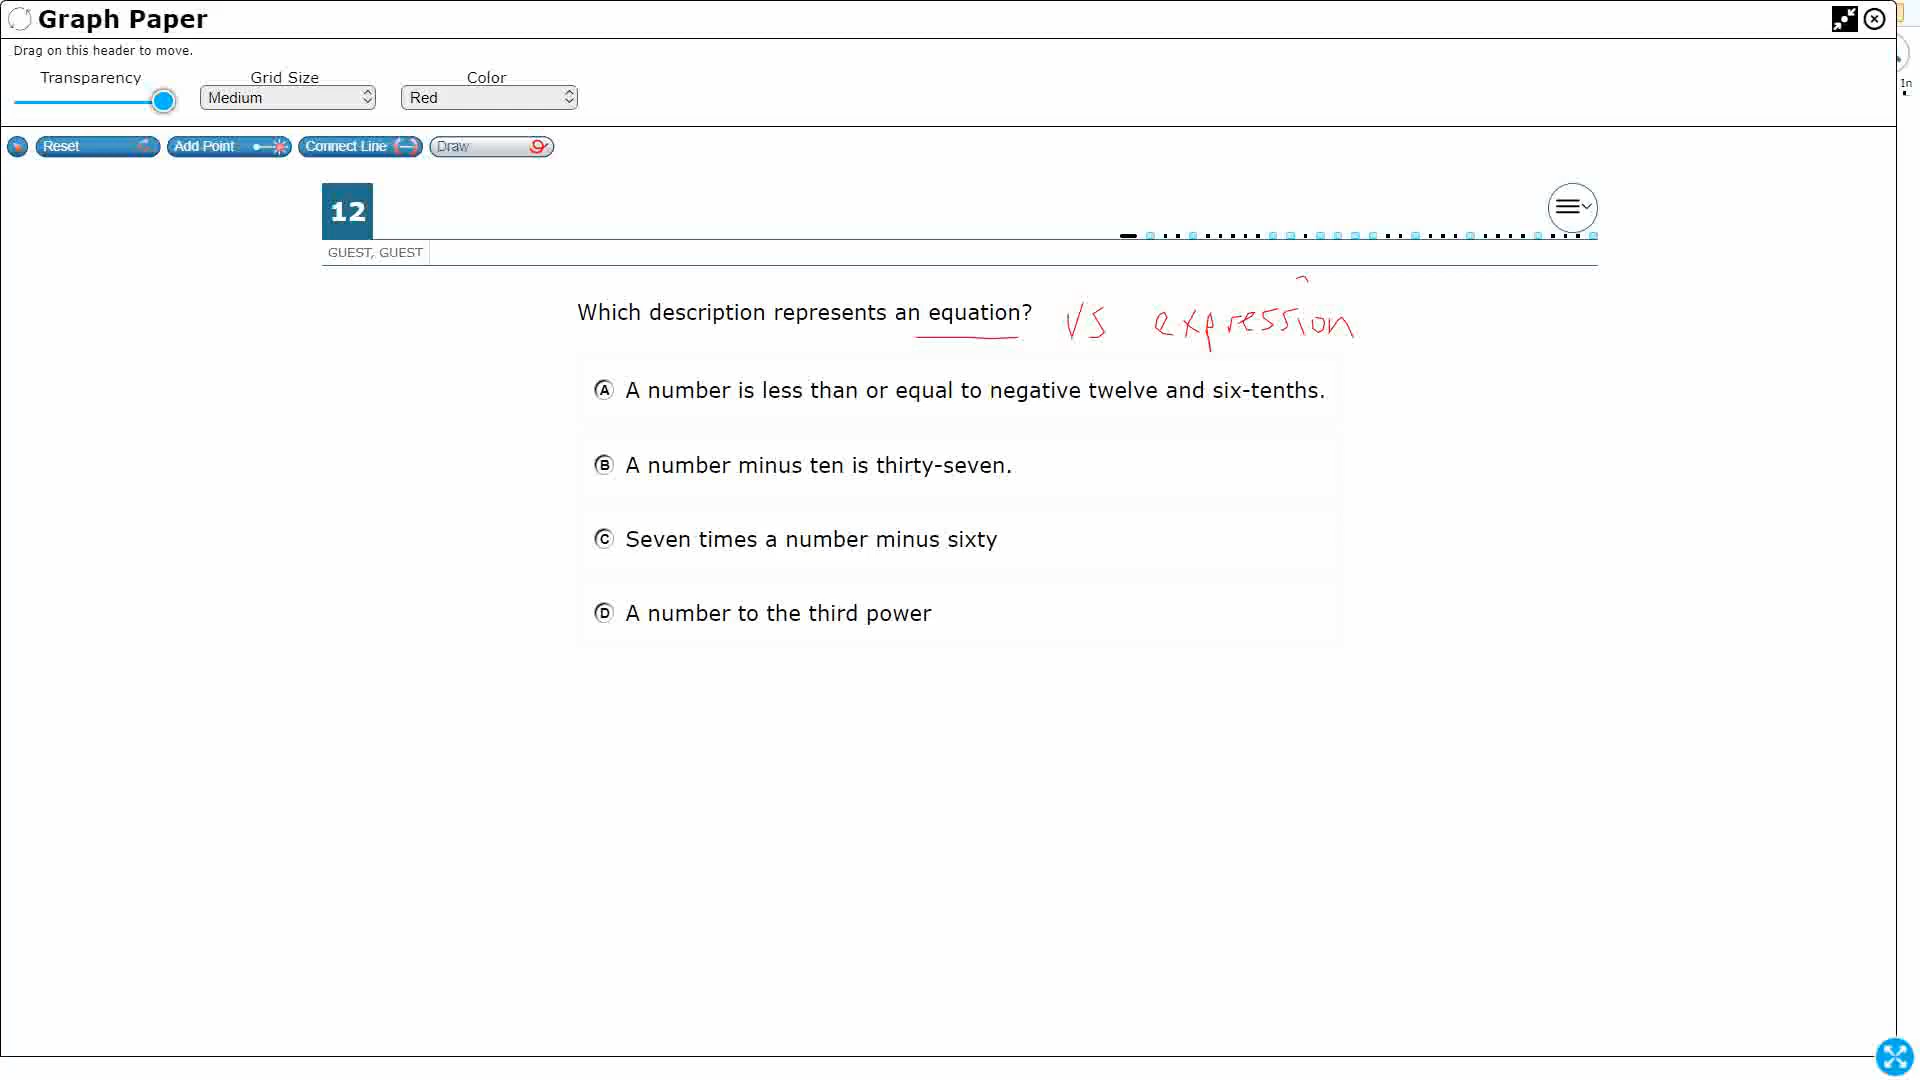 Graph Paper
Drag on this header to move.
Transparency Grid Size Color
Medium Red
Reset Add Point Connect Line Draw
In
12
GUEST, GUEST
Which description represents an equation? VS expression
A A number is less than or equal to negative twelve and six-tenths.
B A number minus ten is thirty-seven.
C Seven times a number minus sixty
D A number to the third power